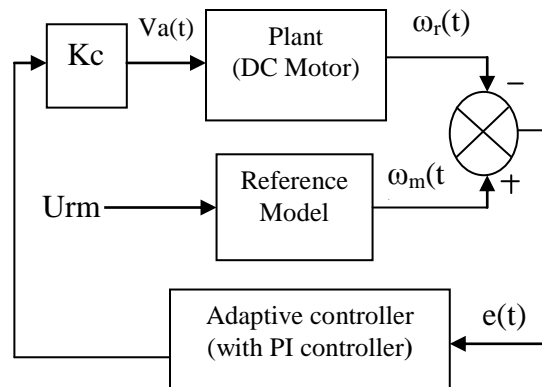 Kc
Va(t)
Plant
(DC Motor)
ωr(t)
−
Urm
Reference
Model
ωm(t
+
Adaptive controller
(with PI controller)
e(t)